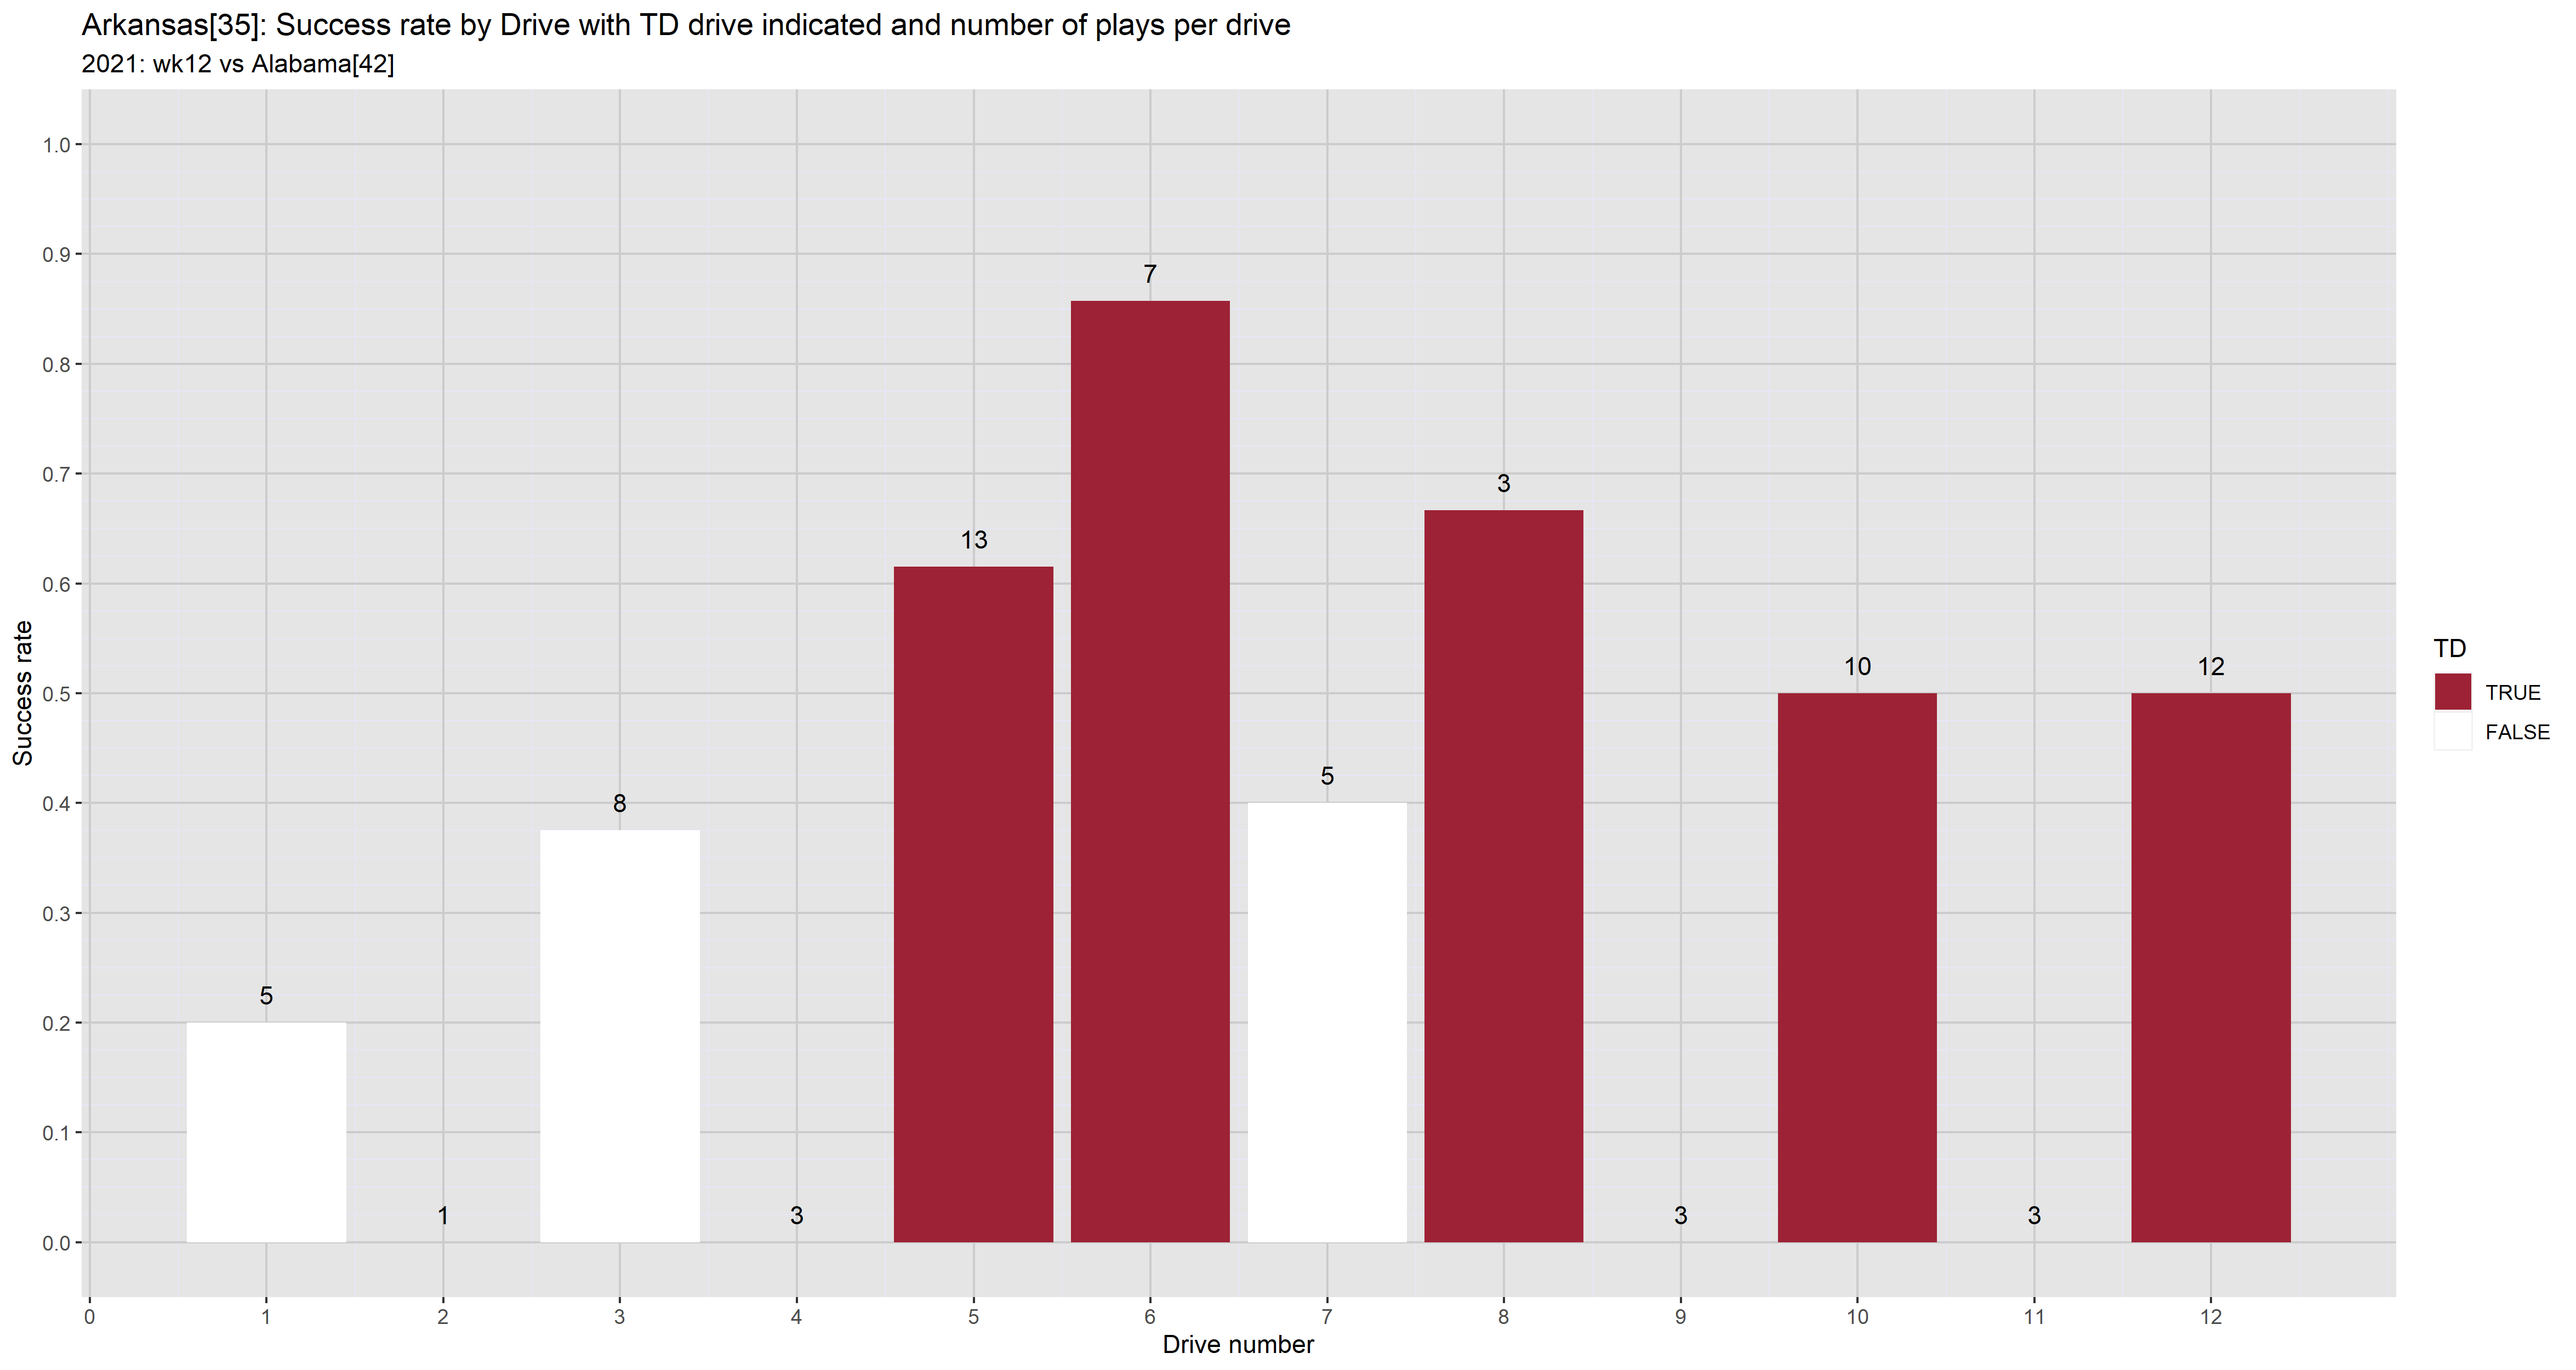 Arkansas[35]: Success rate by Drive with TD drive indicated and number of plays per drive
2021: wk12 vs Alabama[42]
1.0
0.9
0.8
0.7
0.6
0.5
0.4
0.3
0.2
0.1
0.0
Success rate
5
1
8
3
13
7
5
3
3
10
3
12
0 1 2 3 4 5 6 7 8 9 10 11 12
Drive number
TD
TRUE
FALSE